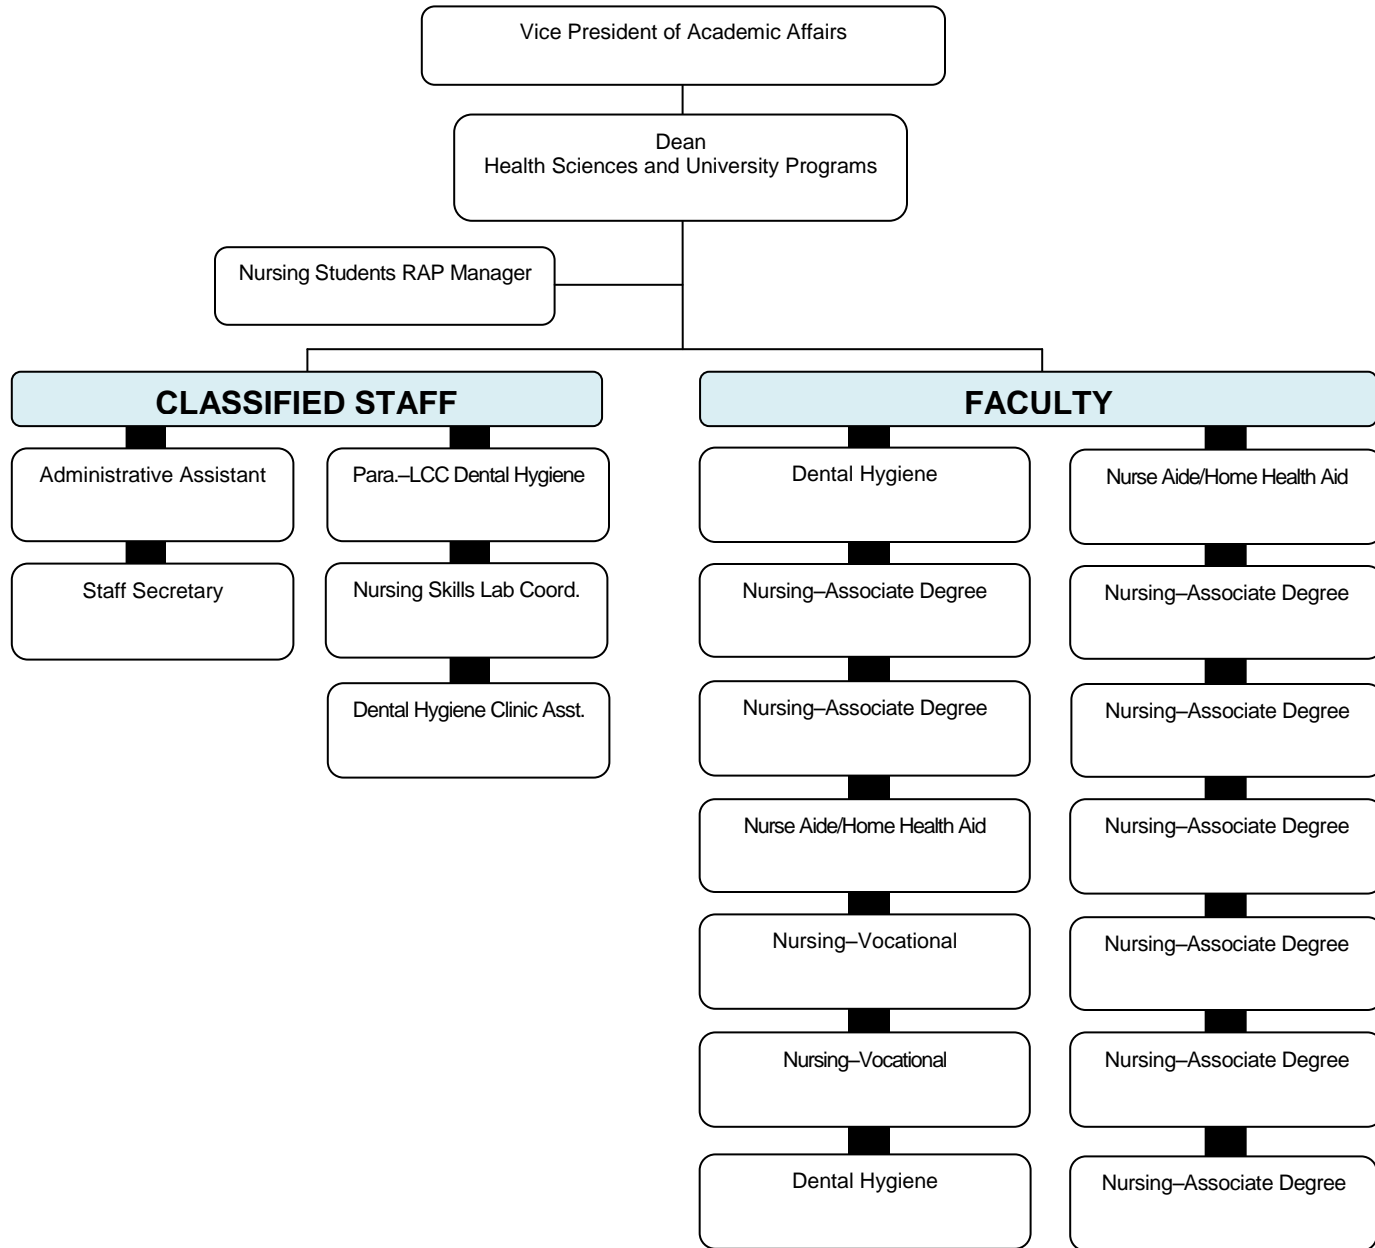 Vice President of Academic Affairs
Dean
Health Sciences and University Programs
Nursing Students RAP Manager
CLASSIFIED STAFF
Administrative Assistant
Staff Secretary
Para.–LCC Dental Hygiene
Nursing Skills Lab Coord.
Dental Hygiene Clinic Asst.
FACULTY
Dental Hygiene
Nursing–Associate Degree
Nursing–Associate Degree
Nurse Aide/Home Health Aid
Nursing–Vocational
Nursing–Vocational
Dental Hygiene
Nurse Aide/Home Health Aid
Nursing–Associate Degree
Nursing–Associate Degree
Nursing–Associate Degree
Nursing–Associate Degree
Nursing–Associate Degree
Nursing–Associate Degree